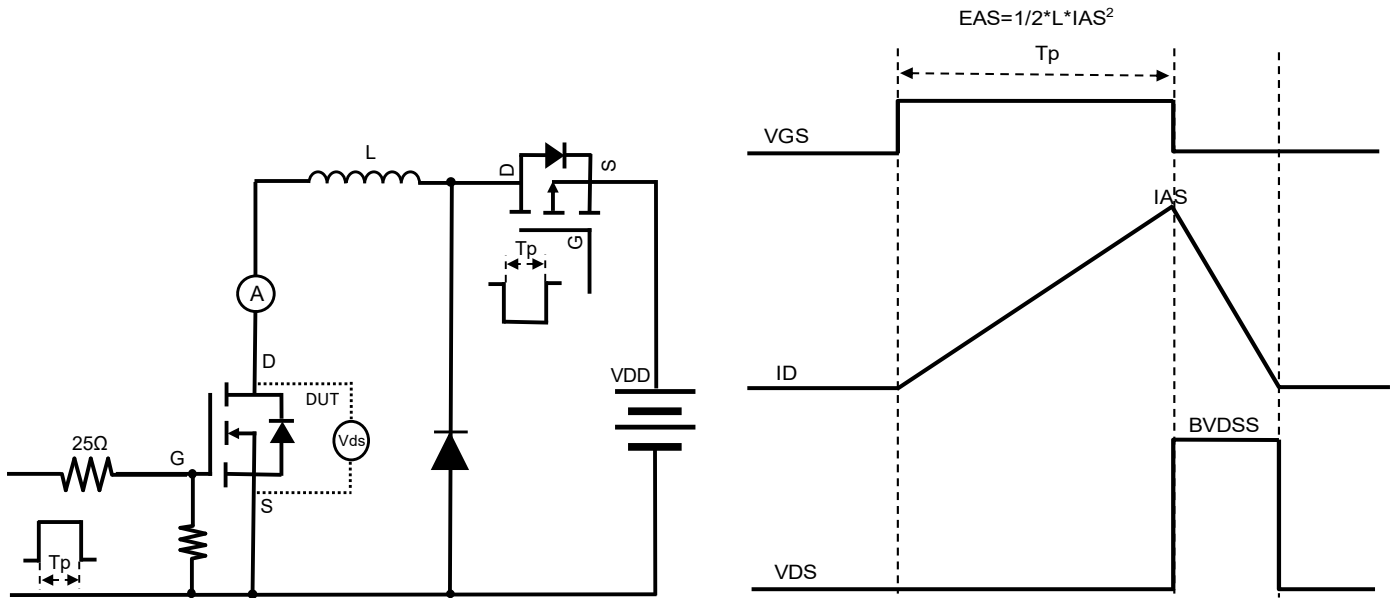 EAS=1/2*L*IAS²
Tp
VGS
L
D
S
G
Tp
IAS
A
D
DUT
Vds
VDD
ID
25Ω
G
S
BVDSS
Tp
VDS